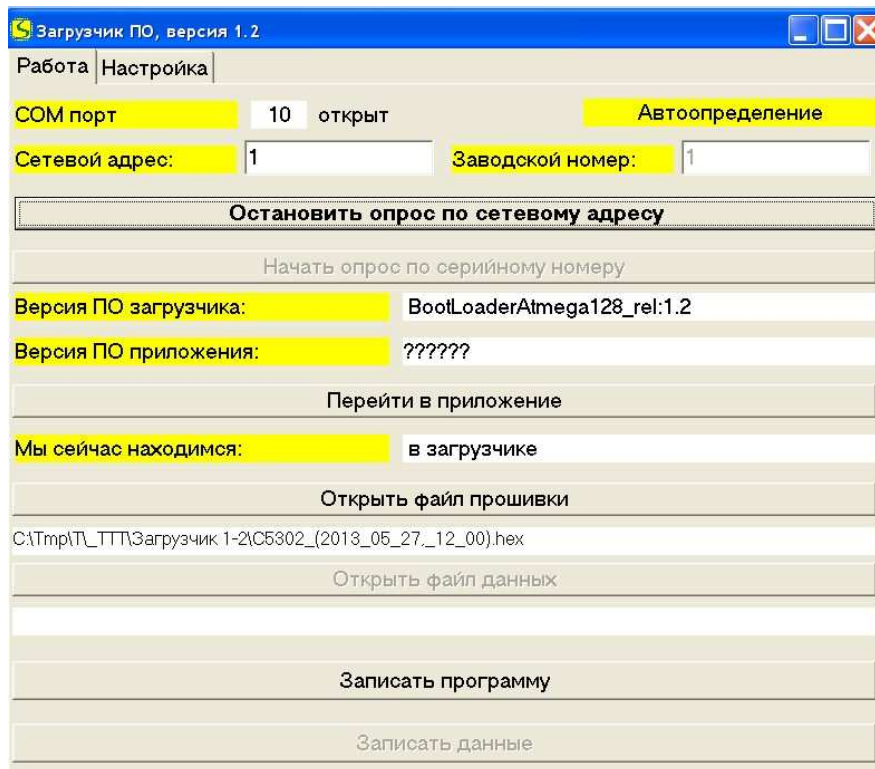 Загрузчик ПО, версия 1.2
Работа Настройка
COM порт 10 открыт Автоопределение
Сетевой адрес: 1 Заводской номер: 1
Остановить опрос по сетевому адресу
Начать опрос по серийному номеру
Версия ПО загрузчика: BootLoaderAtmega128_rel:1.2
Версия ПО приложения: ??????
Перейти в приложение
Мы сейчас находимся: в загрузчике
Открыть файл прошивки
C:\Tmp\T\_TTT\Загрузчик 1-2\C5302_(2013_05_27,_12_00).hex
Открыть файл данных
Записать программу
Записать данные